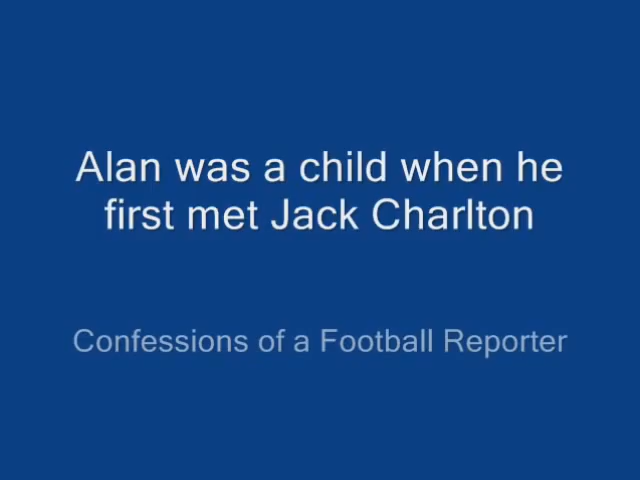 Alan was a child when he
first met Jack Charlton
Confessions of a Football Reporter